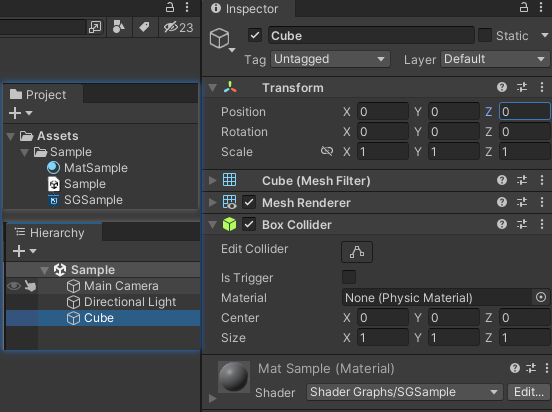 23
Project
Assets
Sample
MatSample
Sample
SGSample
Hierarchy
Sample
Main Camera
Directional Light
Cube
Inspector
Cube Static
Tag Untagged Layer Default
Transform
Position X 0 Y 0 Z 0
Rotation X 0 Y 0 Z 0
Scale X 1 Y 1 Z 1
Cube (Mesh Filter)
Mesh Renderer
Box Collider
Edit Collider
Is Trigger
Material None (Physic Material)
Center X 0 Y 0 Z 0
Size X 1 Y 1 Z 1
Mat Sample (Material)
Shader Shader Graphs/SGSample Edit...